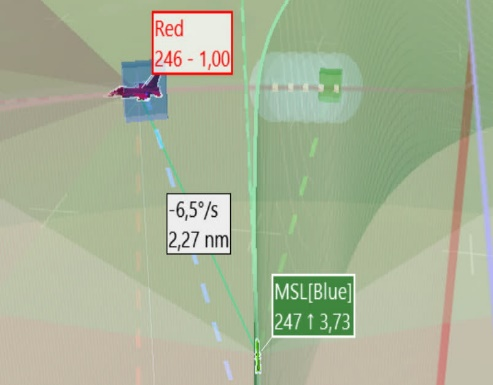 Red
246 - 1,00
-6,5°/s
2,27 nm
MSL[Blue]
247 ↑ 3,73